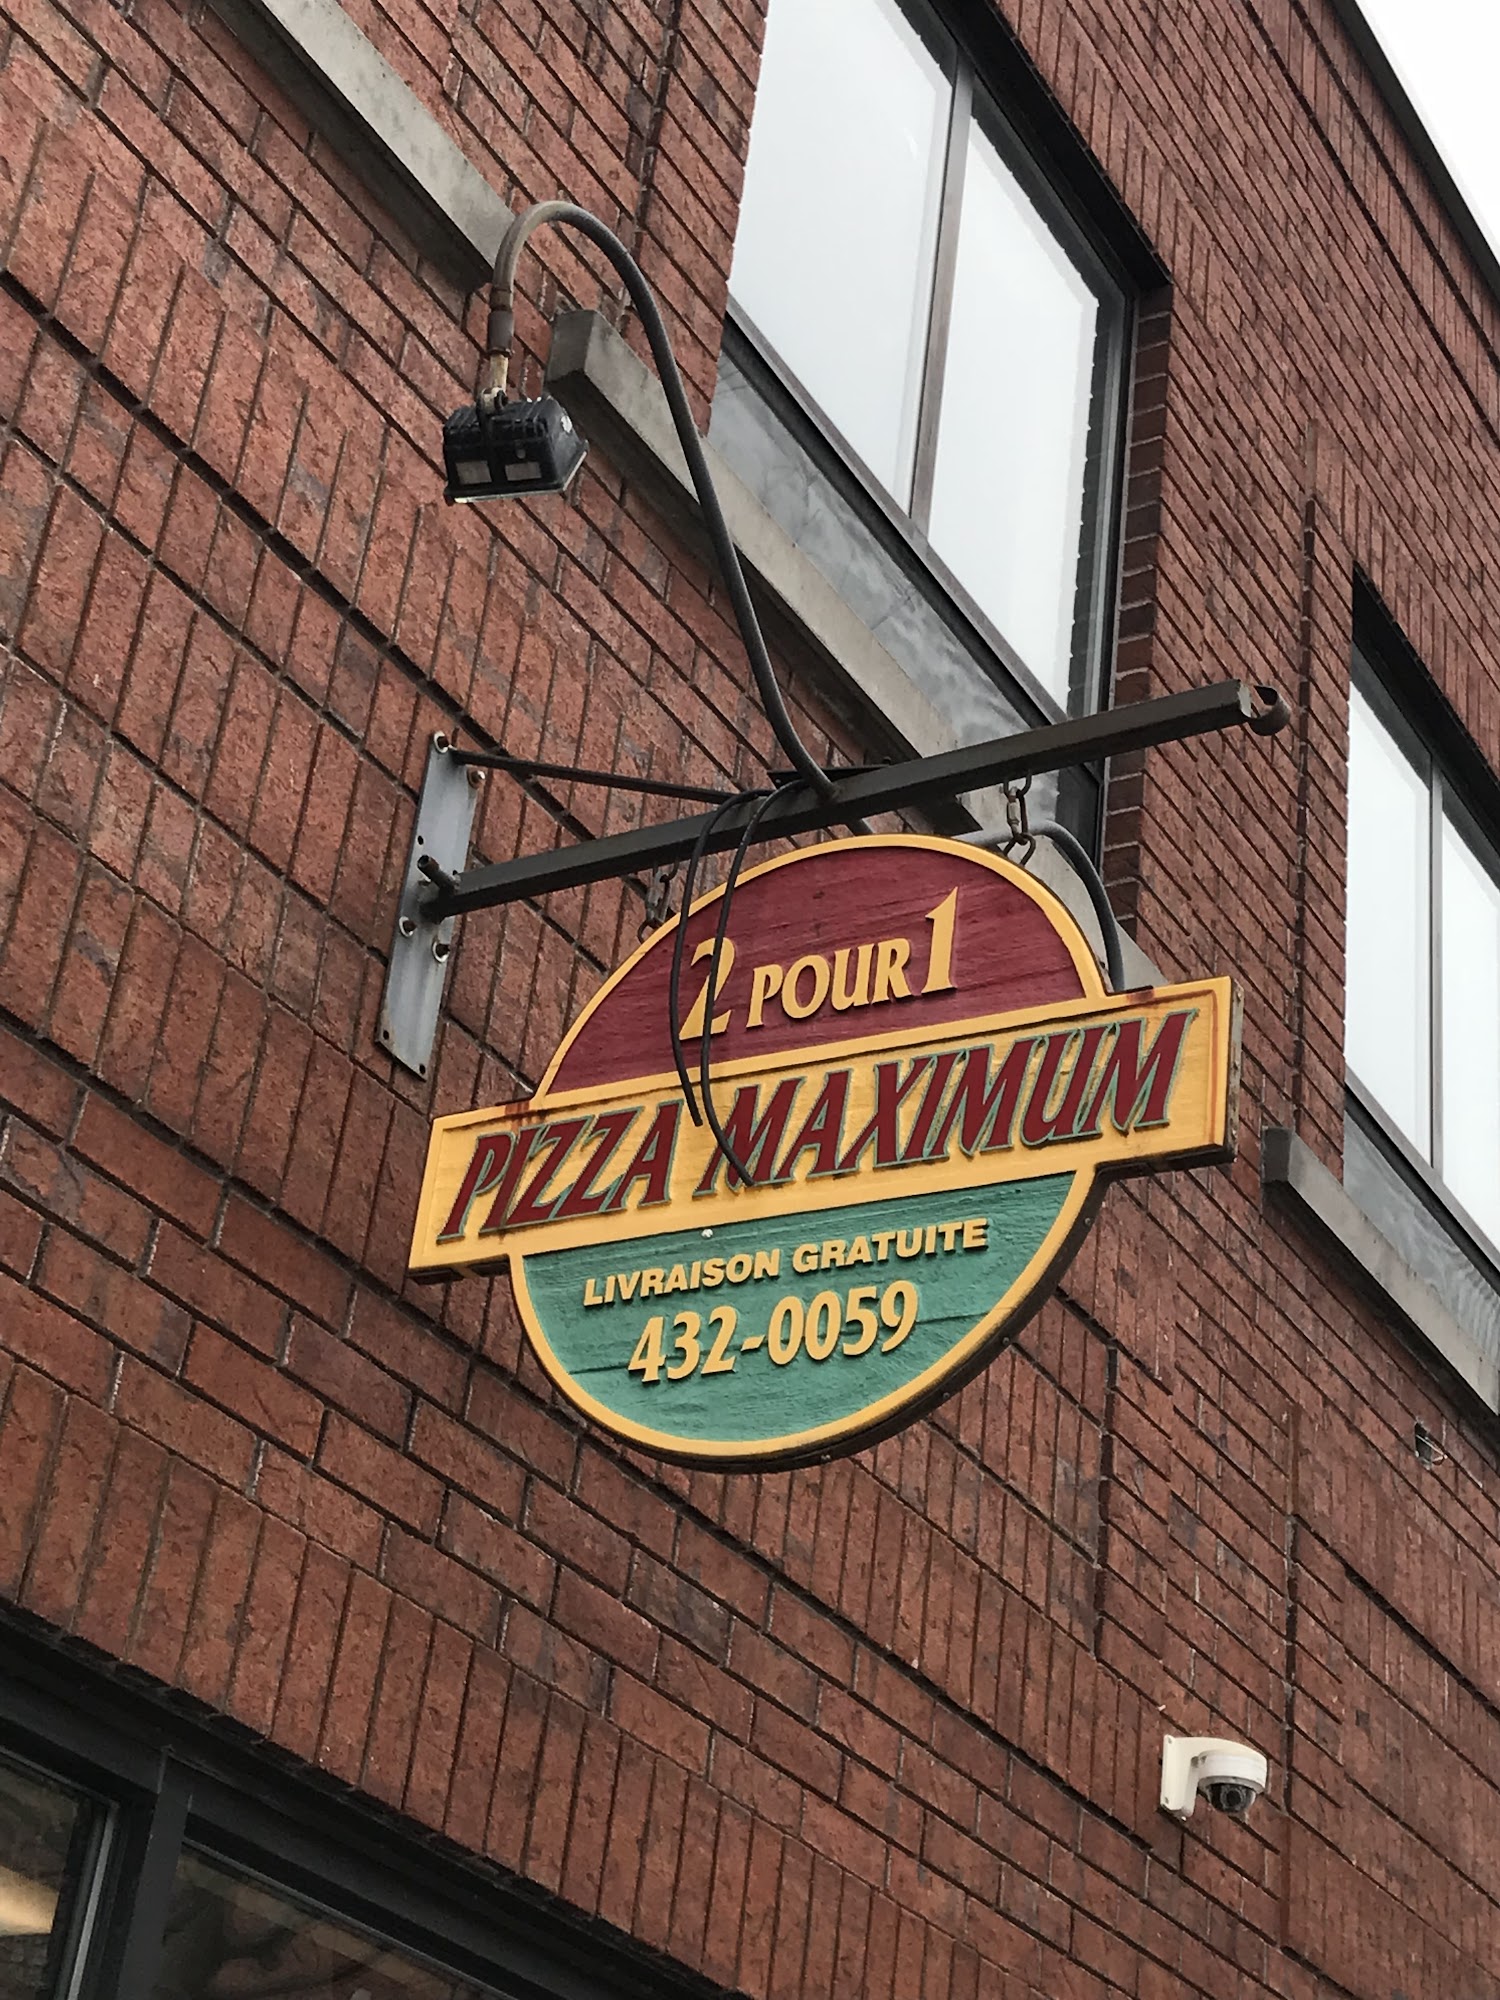 2 POUR 1
PIZZA MAXIMUM
LIVRAISON GRATUITE
432-0059